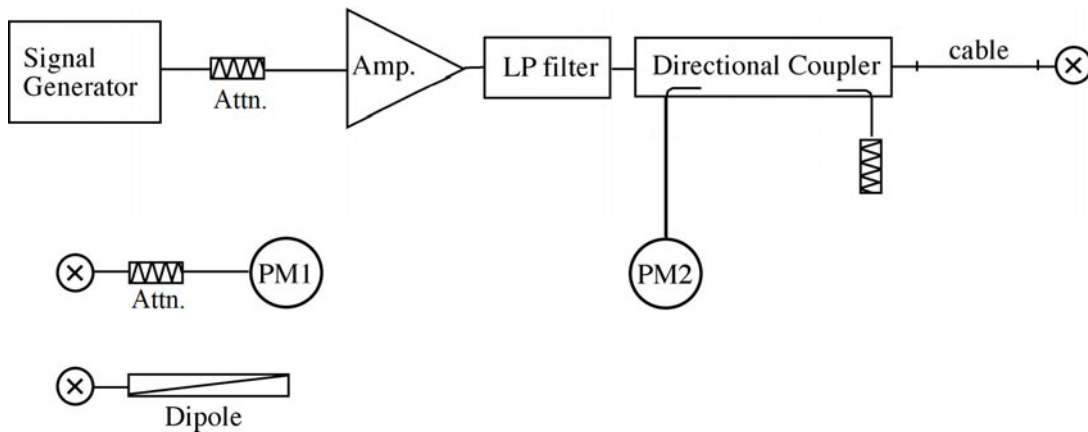 Signal
Generator
Attn.
Amp.
LP filter
Directional Coupler
cable
Attn.
PM1
PM2
Dipole